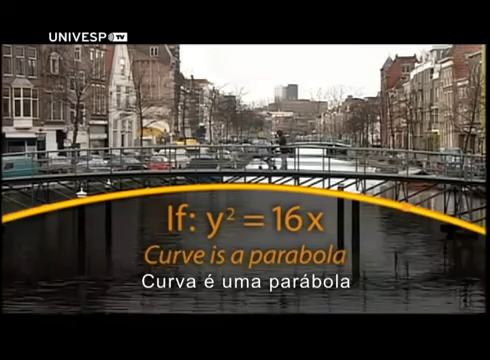 UNIVESP TV
If: y² = 16x
Curve is a parabola
Curva é uma parábola